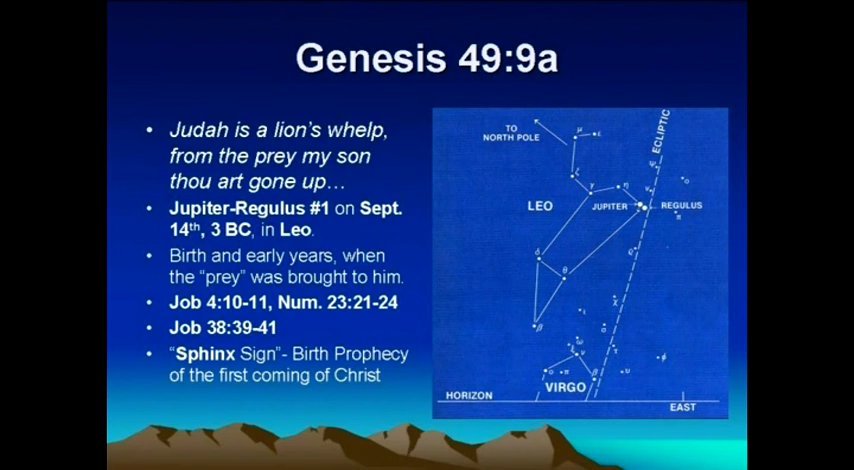 Genesis 49:9a
• Judah is a lion's whelp,
from the prey my son
thou art gone up…
• Jupiter-Regulus #1 on Sept.
14th, 3 BC, in Leo.
• Birth and early years, when
the “prey” was brought to him.
• Job 4:10-11, Num. 23:21-24
• Job 38:39-41
• “Sphinx Sign”- Birth Prophecy
of the first coming of Christ
TO
NORTH POLE
μ
ε
ECLIPTIC
ζ
γ
η
ψ
ν
ο
LEO
JUPITER
REGULUS
π
δ
θ
β
χ
ι
ω
ξ
ν
τ
ο
π
β
υ
φ
VIRGO
HORIZON
EAST